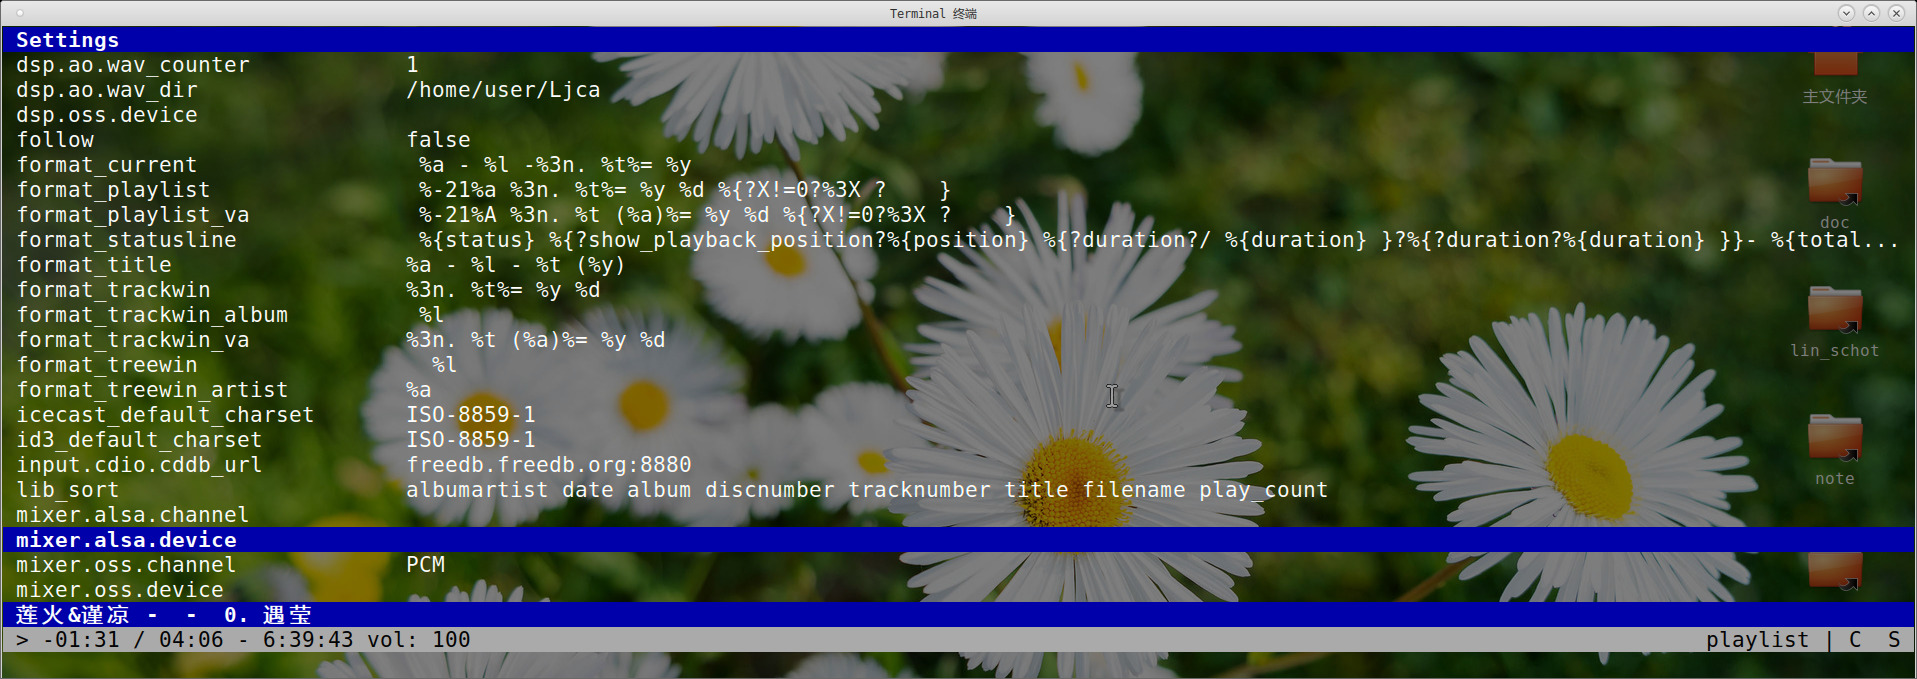 Terminal 终端
Settings
dsp.ao.wav_counter 1
dsp.ao.wav_dir /home/user/Ljca
dsp.oss.device
follow false
format_current %a - %l -%3n. %t%= %y
format_playlist %-21%a %3n. %t%= %y %d %{?X!=0?%3X ?    }
format_playlist_va %-21%A %3n. %t (%a)%= %y %d %{?X!=0?%3X ?    }
format_statusline %{status} %{?show_playback_position?%{position} %{?duration?/ %{duration} }?%{?duration?%{duration} }}- %{total...
format_title %a - %l - %t (%y)
format_trackwin %3n. %t%= %y %d
format_trackwin_album %l
format_trackwin_va %3n. %t (%a)%= %y %d
format_treewin %l
format_treewin_artist %a
icecast_default_charset ISO-8859-1
id3_default_charset ISO-8859-1
input.cdio.cddb_url freedb.freedb.org:8880
lib_sort albumartist date album discnumber tracknumber title filename play_count
mixer.alsa.channel
mixer.alsa.device
mixer.oss.channel PCM
mixer.oss.device
莲火&谨凉 -  -  0. 遇莹
> -01:31 / 04:06 - 6:39:43 vol: 100 playlist | C  S
主文件夹
doc
lin_schot
note